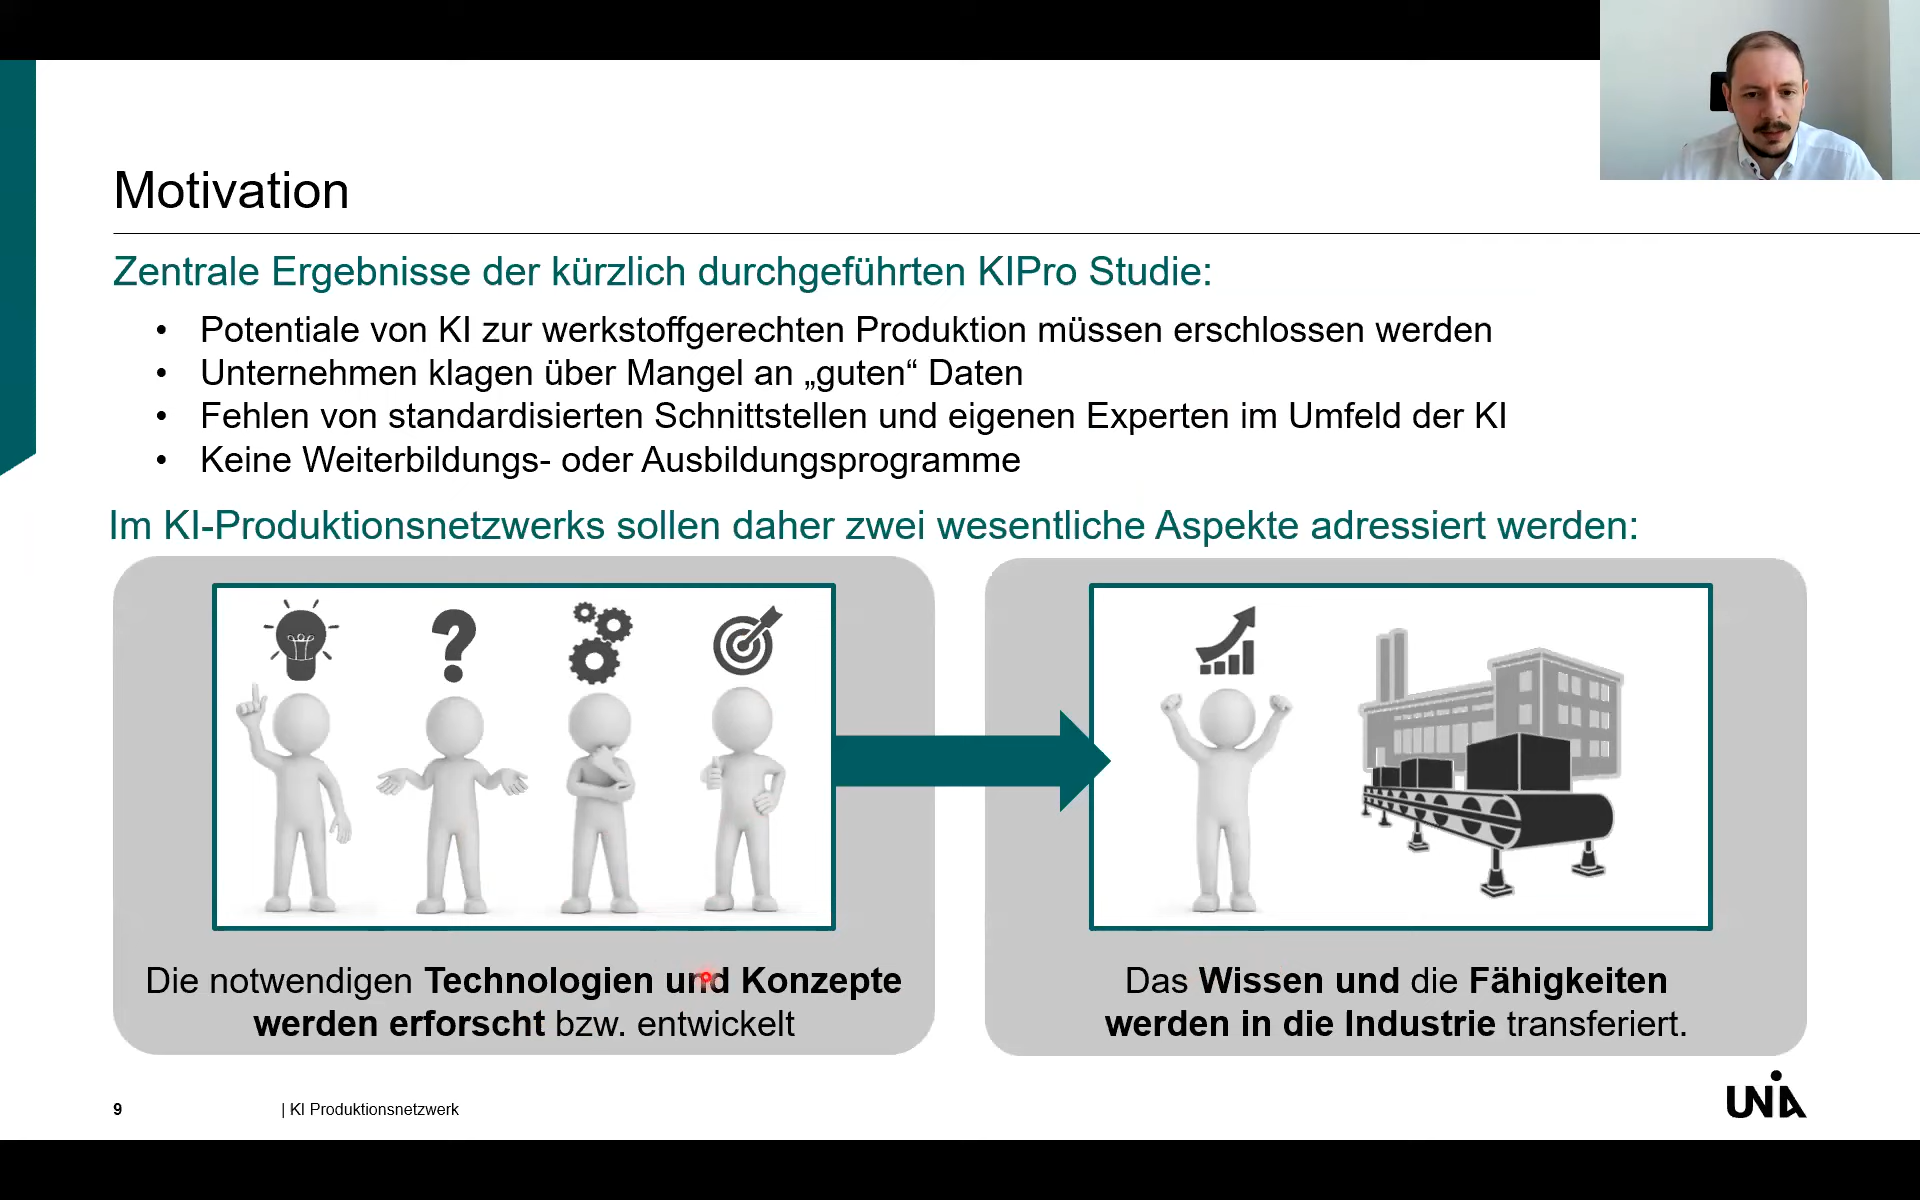 Motivation
Zentrale Ergebnisse der kürzlich durchgeführten KIPro Studie:
• Potentiale von KI zur werkstoffgerechten Produktion müssen erschlossen werden
• Unternehmen klagen über Mangel an „guten“ Daten
• Fehlen von standardisierten Schnittstellen und eigenen Experten im Umfeld der KI
• Keine Weiterbildungs- oder Ausbildungsprogramme
Im KI-Produktionsnetzwerks sollen daher zwei wesentliche Aspekte adressiert werden:
?
Die notwendigen Technologien und Konzepte
werden erforscht bzw. entwickelt
Das Wissen und die Fähigkeiten
werden in die Industrie transferiert.
9
| KI Produktionsnetzwerk
UNIA